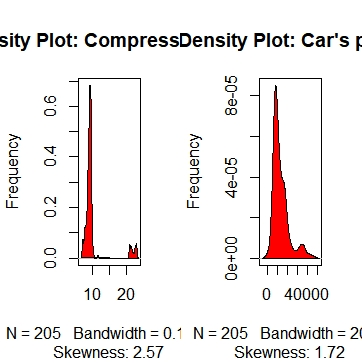 sity Plot: Compress
Density Plot: Car's p
Frequency
0.0 0.2 0.4 0.6
10 20
N = 205 Bandwidth = 0.1
Skewness: 2.57
Frequency
0e+00 4e-05 8e-05
0 40000
N = 205 Bandwidth = 20
Skewness: 1.72